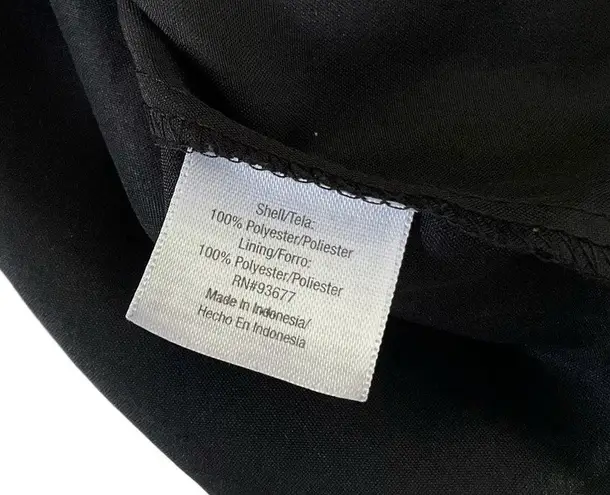 Shell/Tela:
100% Polyester/Poliester
Lining/Forro:
100% Polyester/Poliester
RN#93677
Made In Indonesia/
Hecho En Indonesia